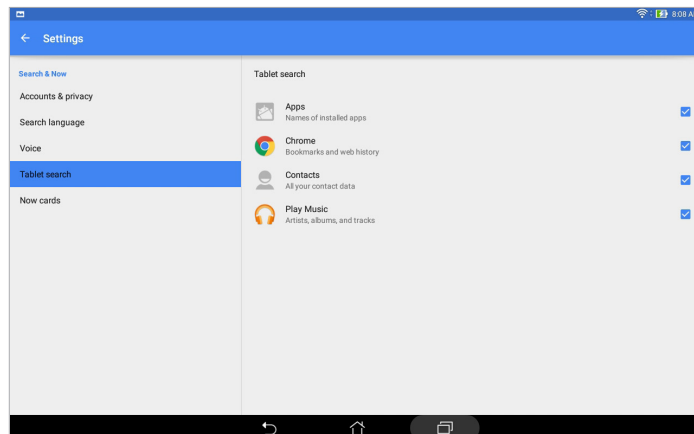 8:08 A
Settings
Search & Now
Accounts & privacy
Search language
Voice
Tablet search
Now cards
Tablet search
Apps
Names of installed apps
Chrome
Bookmarks and web history
Contacts
All your contact data
Play Music
Artists, albums, and tracks